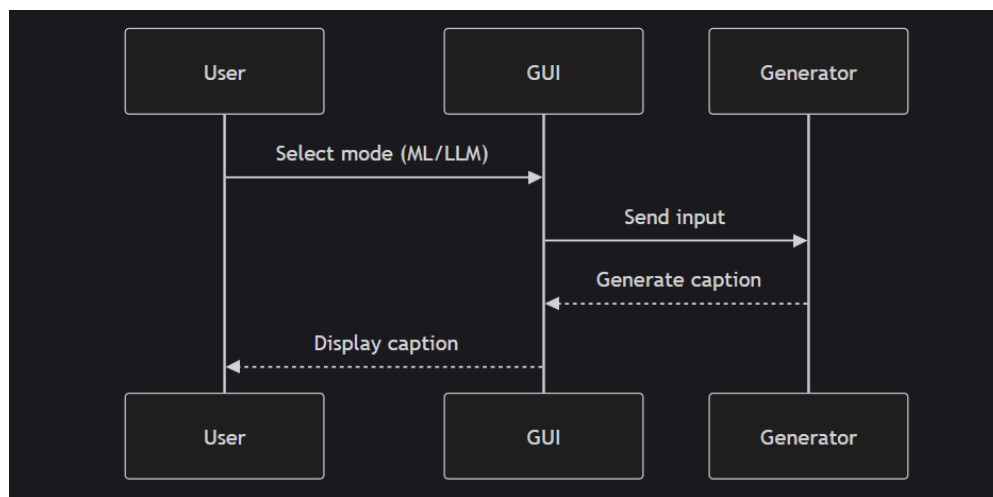 User
GUI
Generator
Select mode (ML/LLM)
Send input
Generate caption
Display caption
User
GUI
Generator